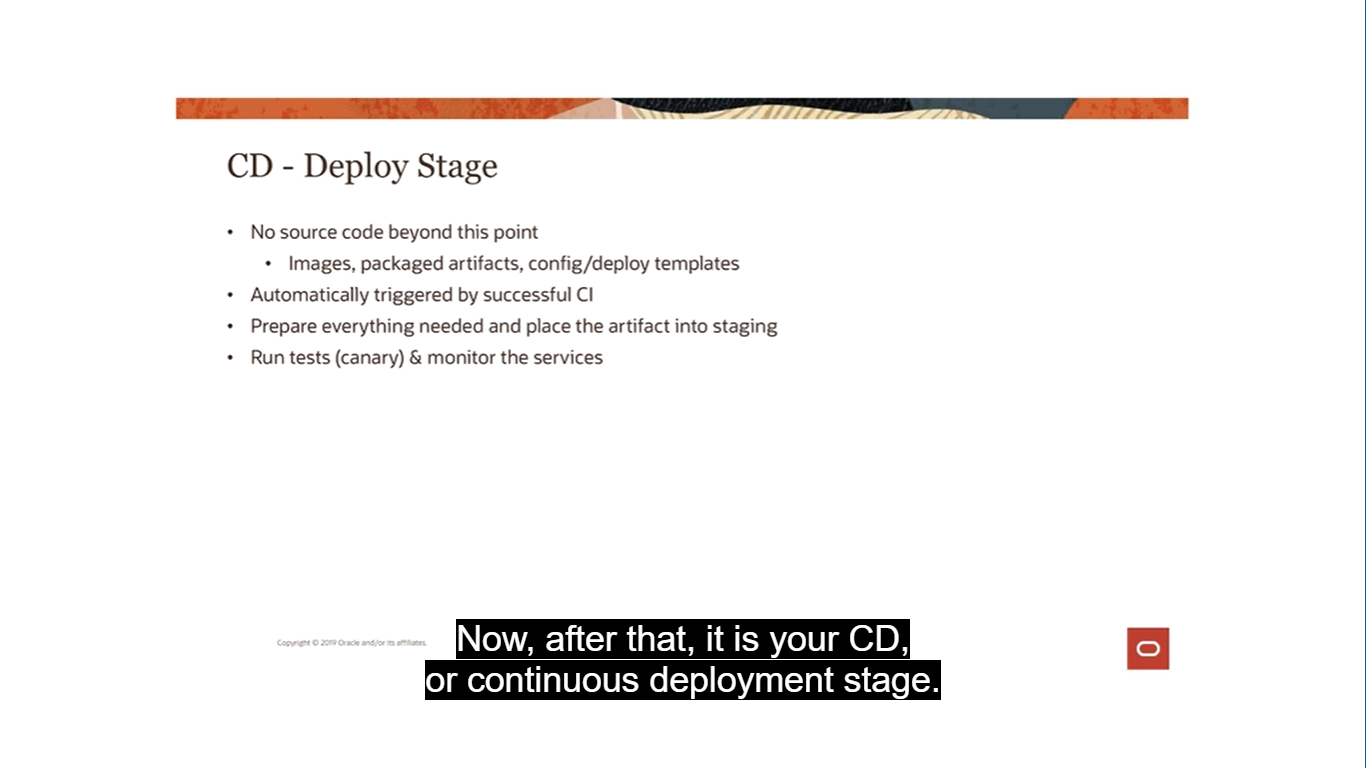 CD - Deploy Stage
• No source code beyond this point
• Images, packaged artifacts, config/deploy templates
• Automatically triggered by successful CI
• Prepare everything needed and place the artifact into staging
• Run tests (canary) & monitor the services
Copyright © 2019 Oracle and/or its affiliates.
Now, after that, it is your CD,
or continuous deployment stage.